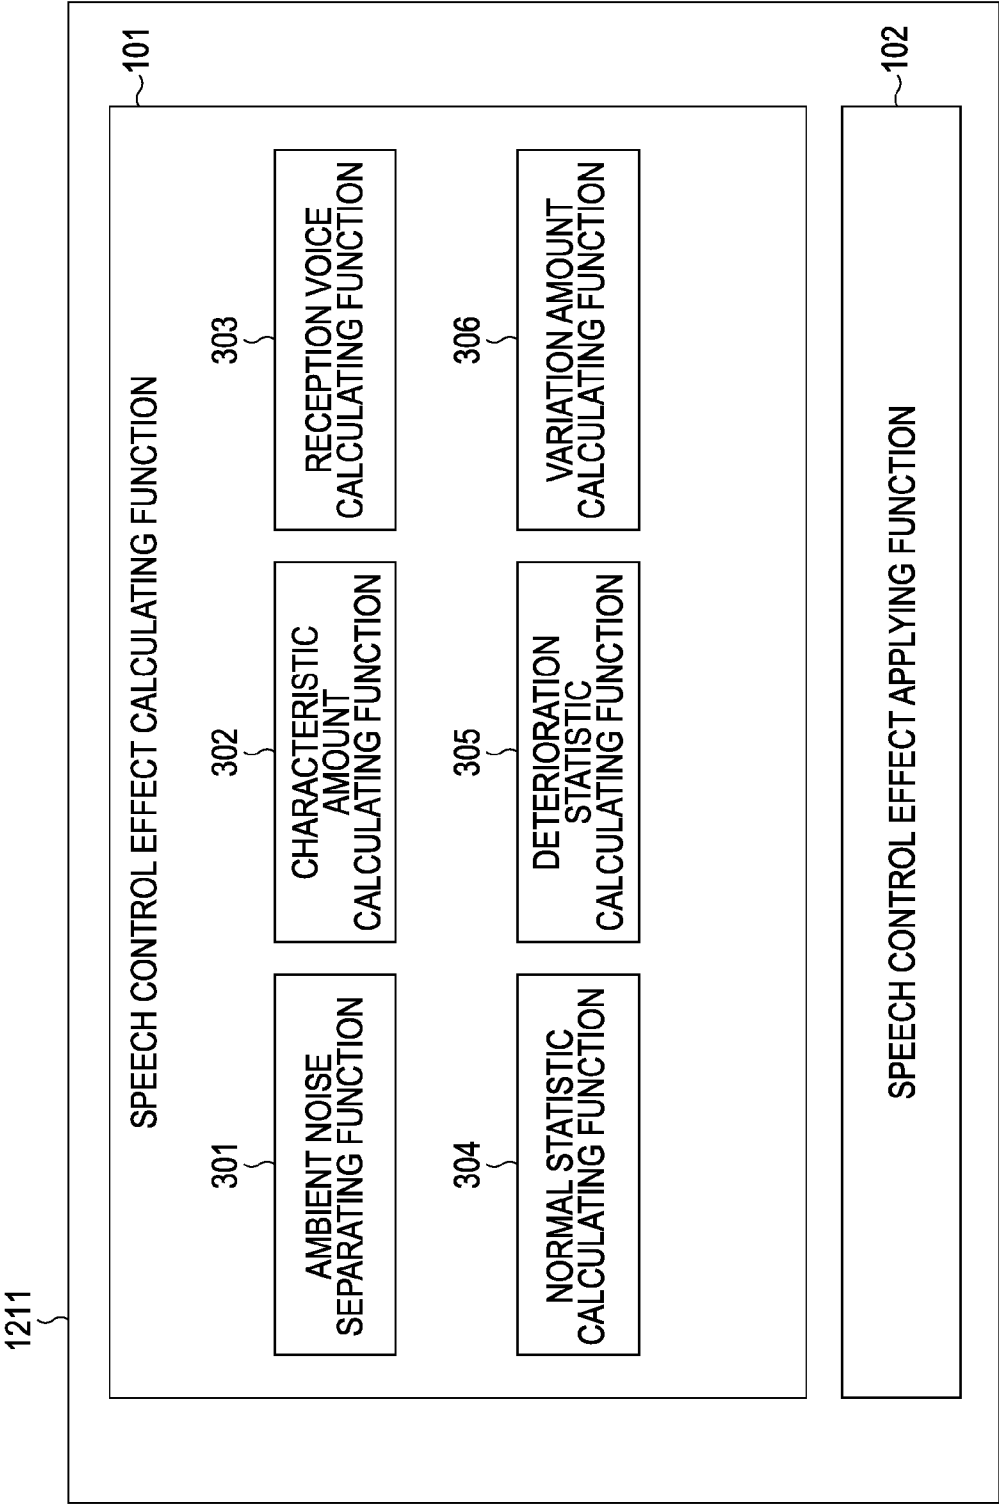 1211
101
SPEECH CONTROL EFFECT CALCULATING FUNCTION
301
AMBIENT NOISE
SEPARATING FUNCTION
302
CHARACTERISTIC
AMOUNT
CALCULATING FUNCTION
303
RECEPTION VOICE
CALCULATING FUNCTION
304
NORMAL STATISTIC
CALCULATING FUNCTION
305
DETERIORATION
STATISTIC
CALCULATING FUNCTION
306
VARIATION AMOUNT
CALCULATING FUNCTION
102
SPEECH CONTROL EFFECT APPLYING FUNCTION